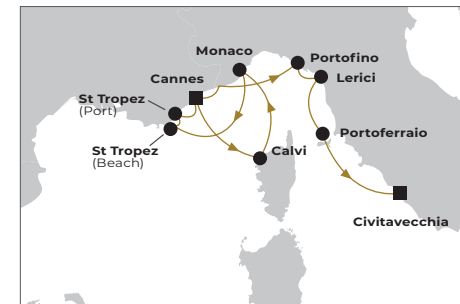 Monaco
Portofino
Cannes
Lerici
St Tropez
(Port)
Portoferraio
St Tropez
(Beach)
Calvi
Civitavecchia